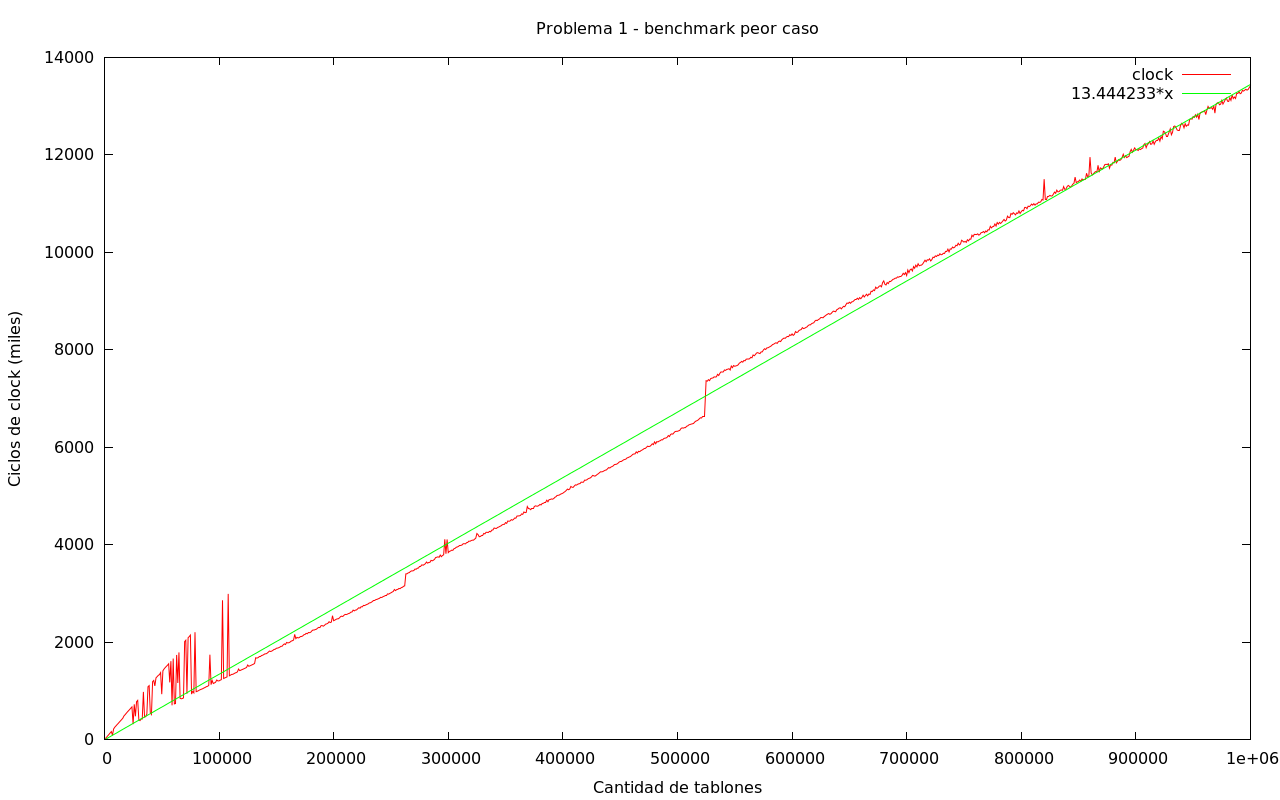 Problema 1 - benchmark peor caso
clock
13.444233*x
14000
12000
10000
8000
6000
4000
2000
0
Ciclos de clock (miles)
0 100000 200000 300000 400000 500000 600000 700000 800000 900000 1e+06
Cantidad de tablones